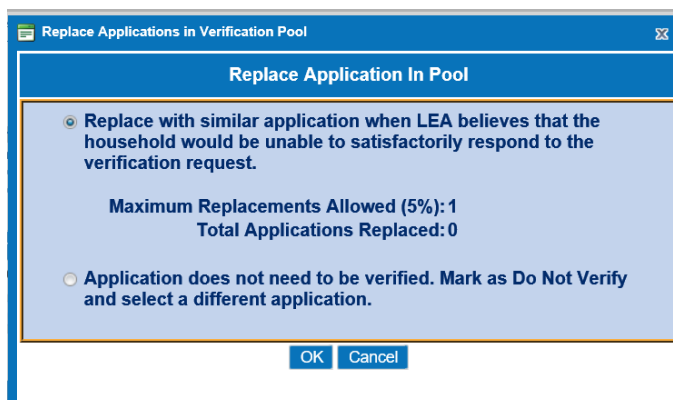 Replace Applications in Verification Pool
Replace Application In Pool
Replace with similar application when LEA believes that the
household would be unable to satisfactorily respond to the
verification request.
Maximum Replacements Allowed (5%): 1
Total Applications Replaced: 0
Application does not need to be verified. Mark as Do Not Verify
and select a different application.
OK Cancel